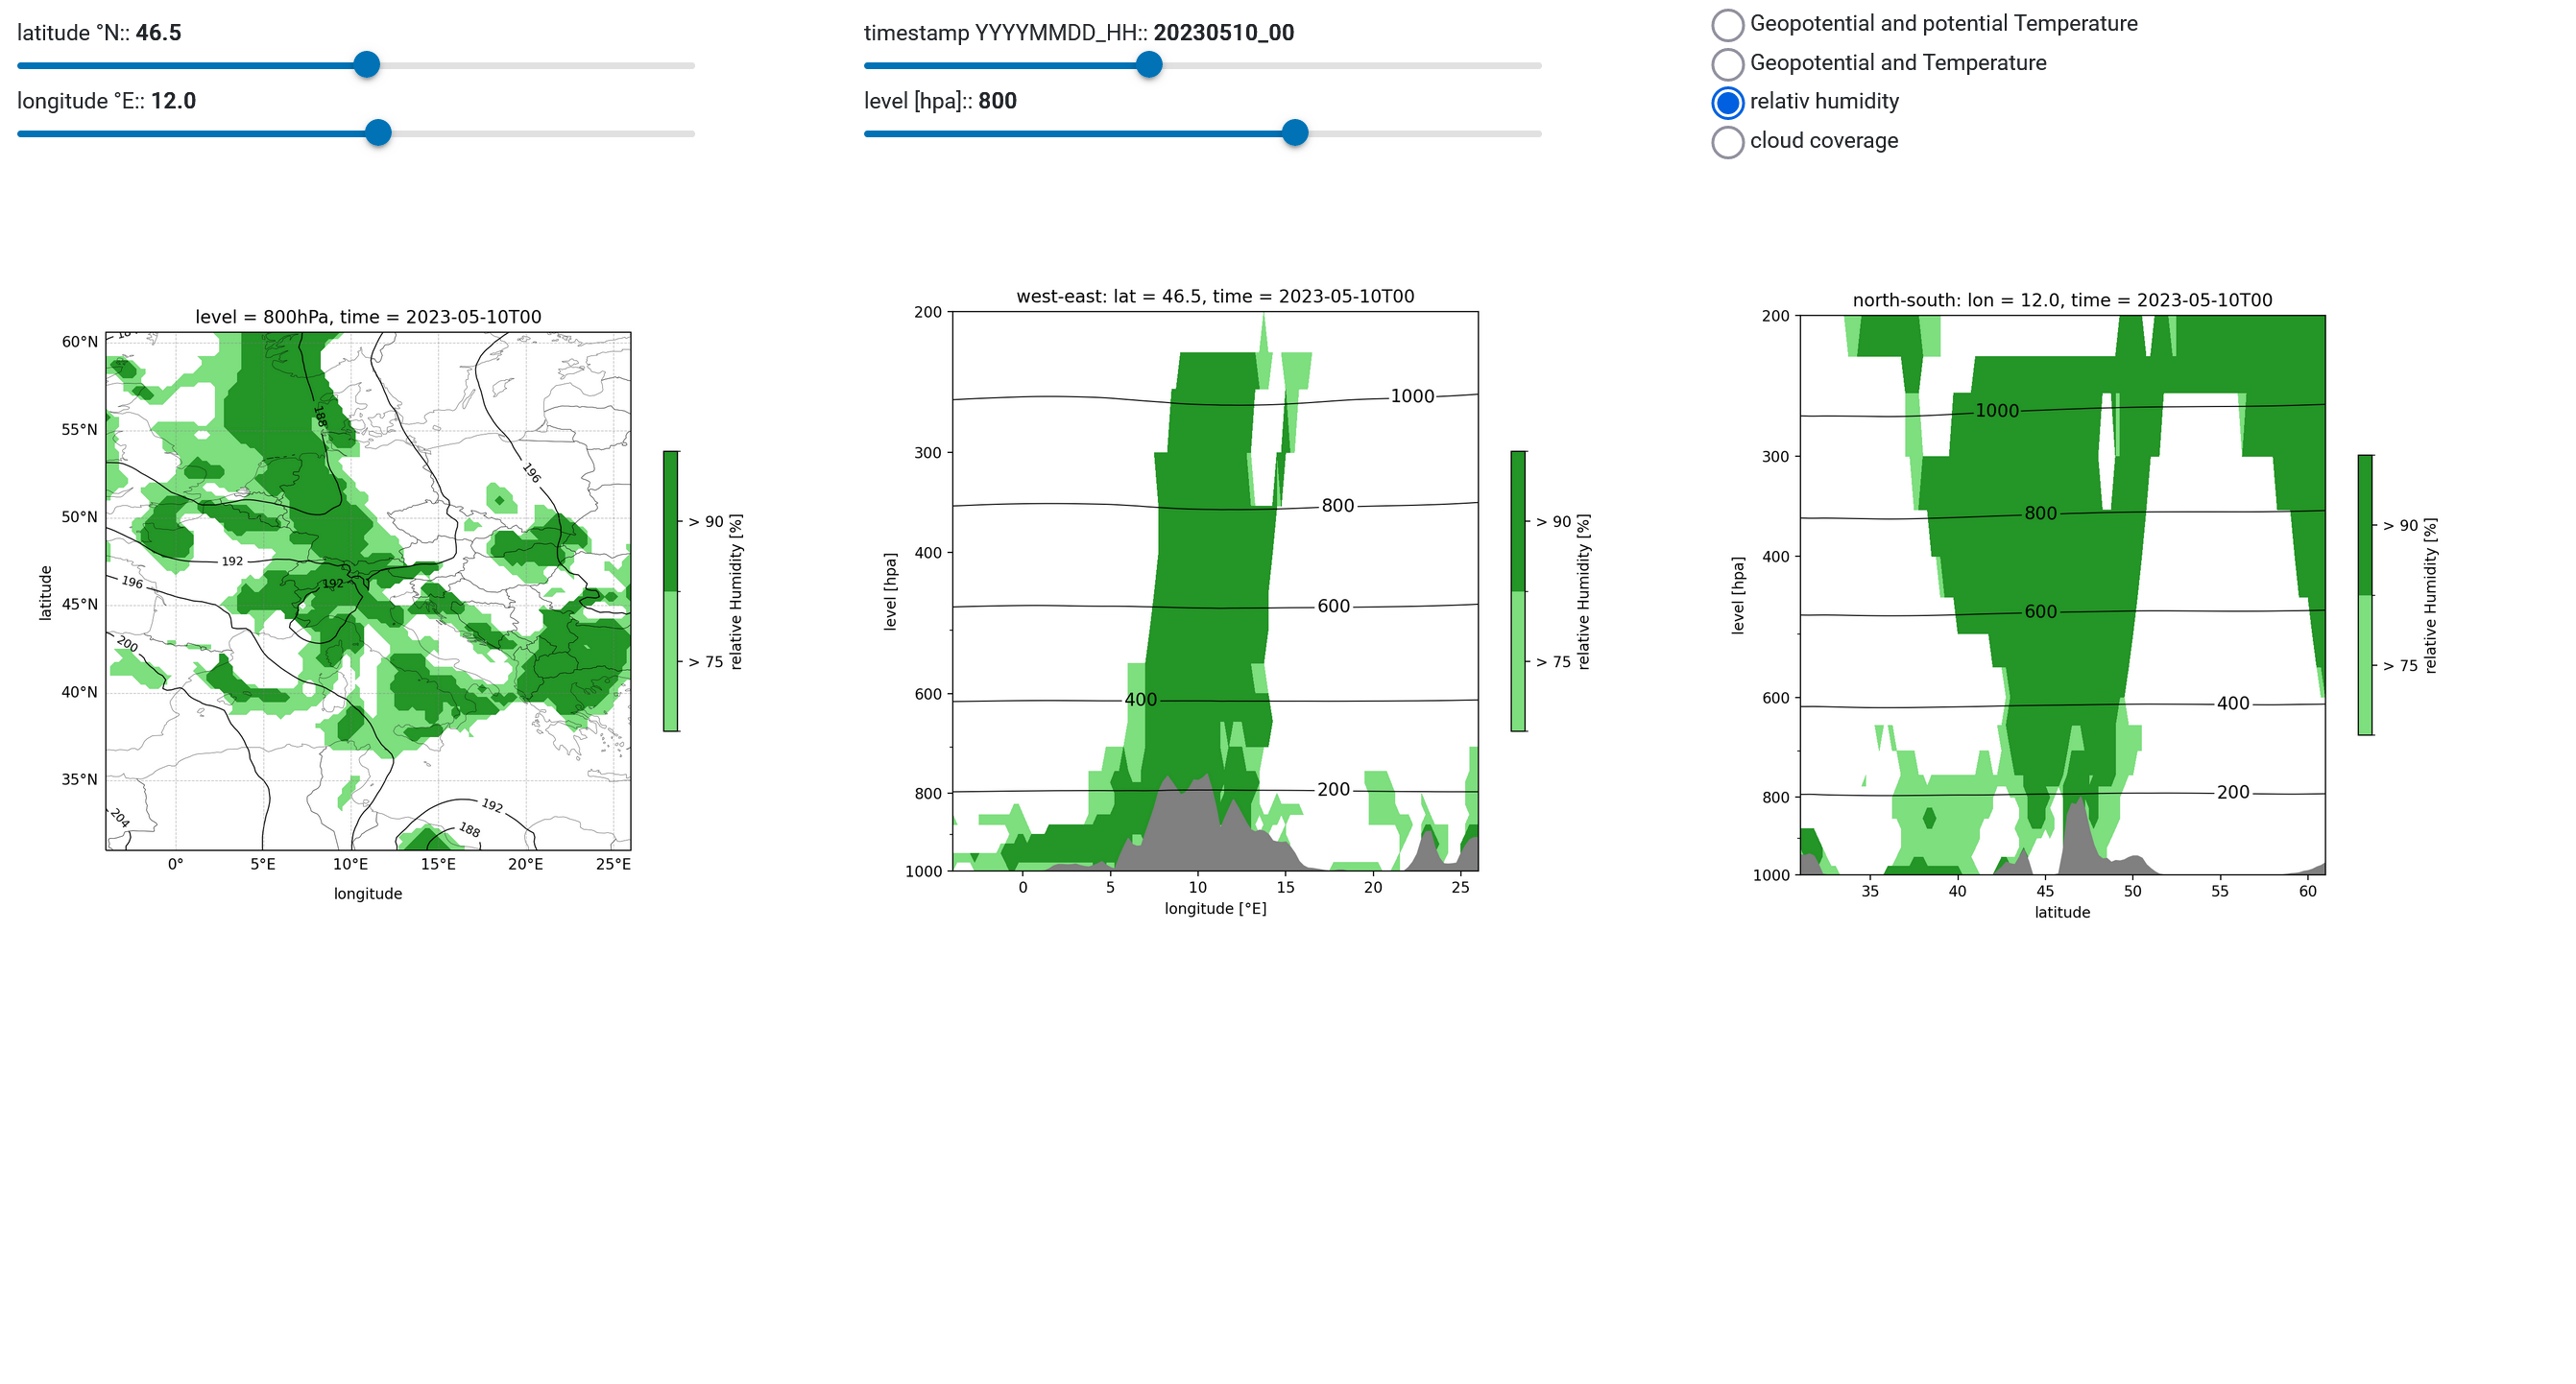 latitude °N:: 46.5
longitude °E:: 12.0
timestamp YYYYMMDD_HH:: 20230510_00
level [hpa]:: 800
Geopotential and potential Temperature
Geopotential and Temperature
relativ humidity
cloud coverage
level = 800hPa, time = 2023-05-10T00
60°N
55°N
50°N
45°N
40°N
35°N
latitude
0°
5°E
10°E
15°E
20°E
25°E
longitude
188
196
192
196
192
200
204
192
188
> 90
> 75
relative Humidity [%]
west-east: lat = 46.5, time = 2023-05-10T00
200
300
400
600
800
1000
level [hpa]
1000
800
600
400
200
0
5
10
15
20
25
longitude [°E]
> 90
> 75
relative Humidity [%]
north-south: lon = 12.0, time = 2023-05-10T00
200
300
400
600
800
1000
level [hpa]
1000
800
600
400
200
35
40
45
50
55
60
latitude
> 90
> 75
relative Humidity [%]